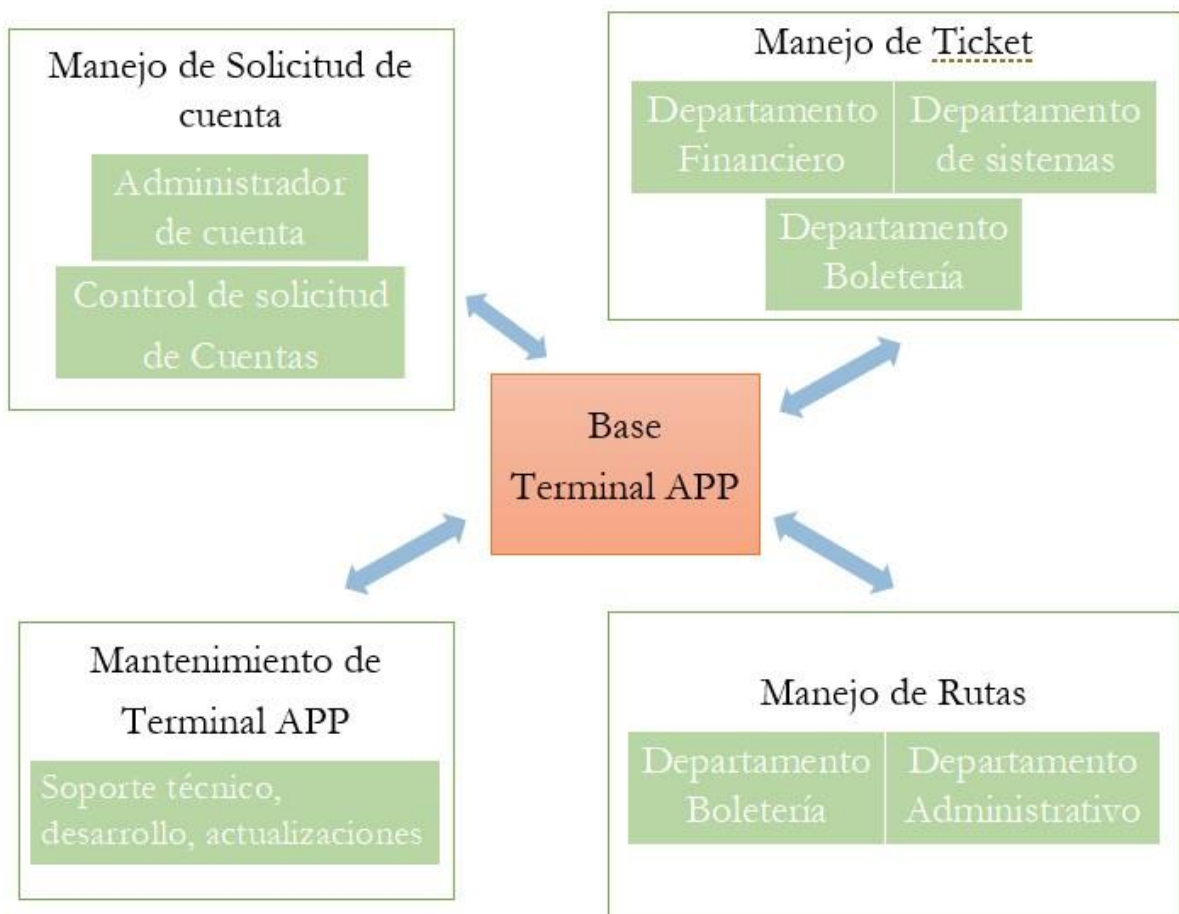 Manejo de Solicitud de
cuenta
Administrador
de cuenta
Control de solicitud
de Cuentas
Manejo de Ticket
Departamento
Financiero
Departamento
de sistemas
Departamento
Boletería
Base
Terminal APP
Mantenimiento de
Terminal APP
Soporte técnico,
desarrollo, actualizaciones
Manejo de Rutas
Departamento
Boletería
Departamento
Administrativo